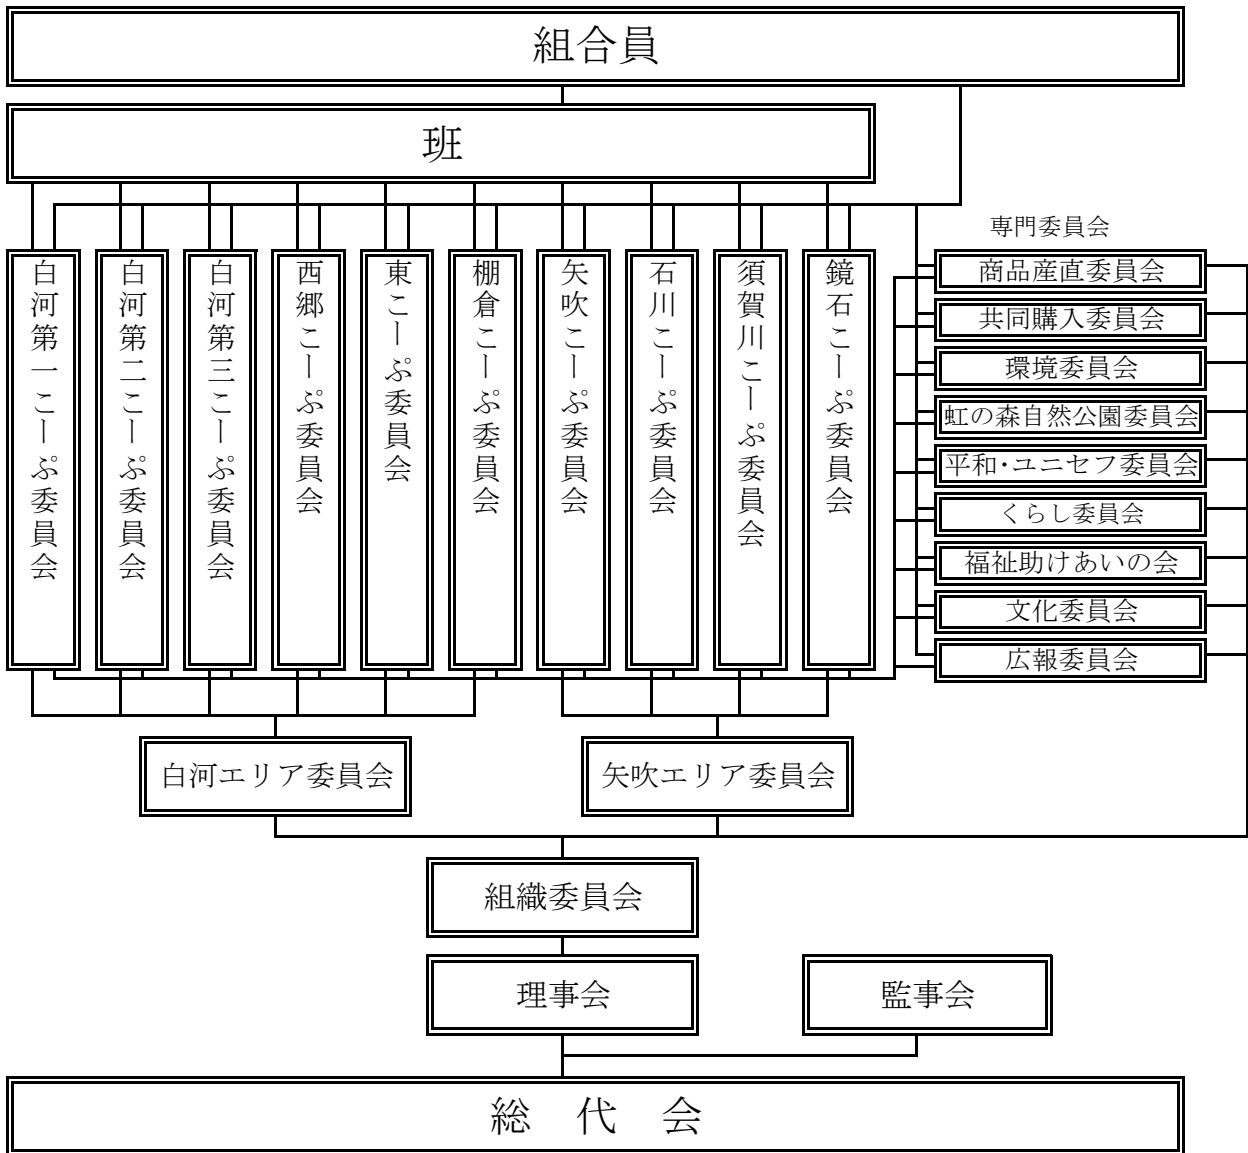 組合員
班
専門委員会
白河第一こーぷ委員会
白河第二こーぷ委員会
白河第三こーぷ委員会
西郷こーぷ委員会
東こーぷ委員会
棚倉こーぷ委員会
矢吹こーぷ委員会
石川こーぷ委員会
須賀川こーぷ委員会
鏡石こーぷ委員会
商品産直委員会
共同購入委員会
環境委員会
虹の森自然公園委員会
平和・ユニセフ委員会
くらし委員会
福祉助けあいの会
文化委員会
広報委員会
白河エリア委員会
矢吹エリア委員会
組織委員会
理事会
監事会
総 代 会